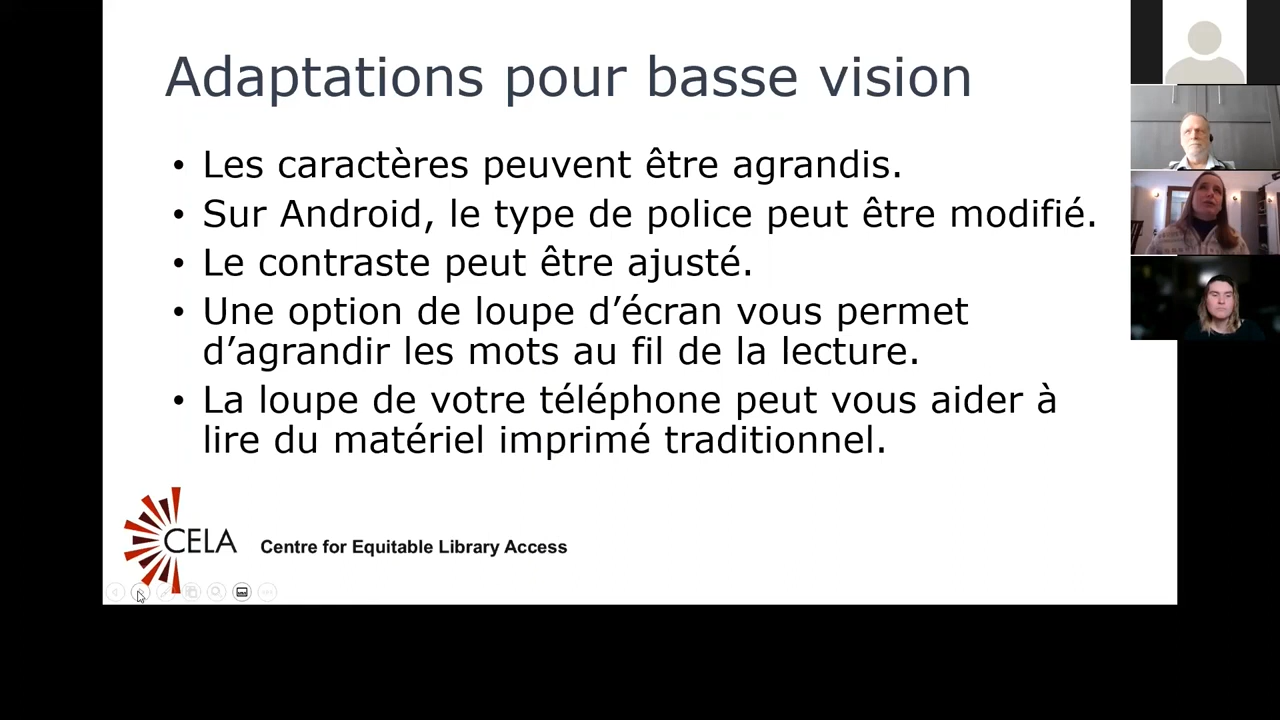 Adaptations pour basse vision
• Les caractères peuvent être agrandis.
• Sur Android, le type de police peut être modifié.
• Le contraste peut être ajusté.
• Une option de loupe d’écran vous permet
d’agrandir les mots au fil de la lecture.
• La loupe de votre téléphone peut vous aider à
lire du matériel imprimé traditionnel.
CELA
Centre for Equitable Library Access